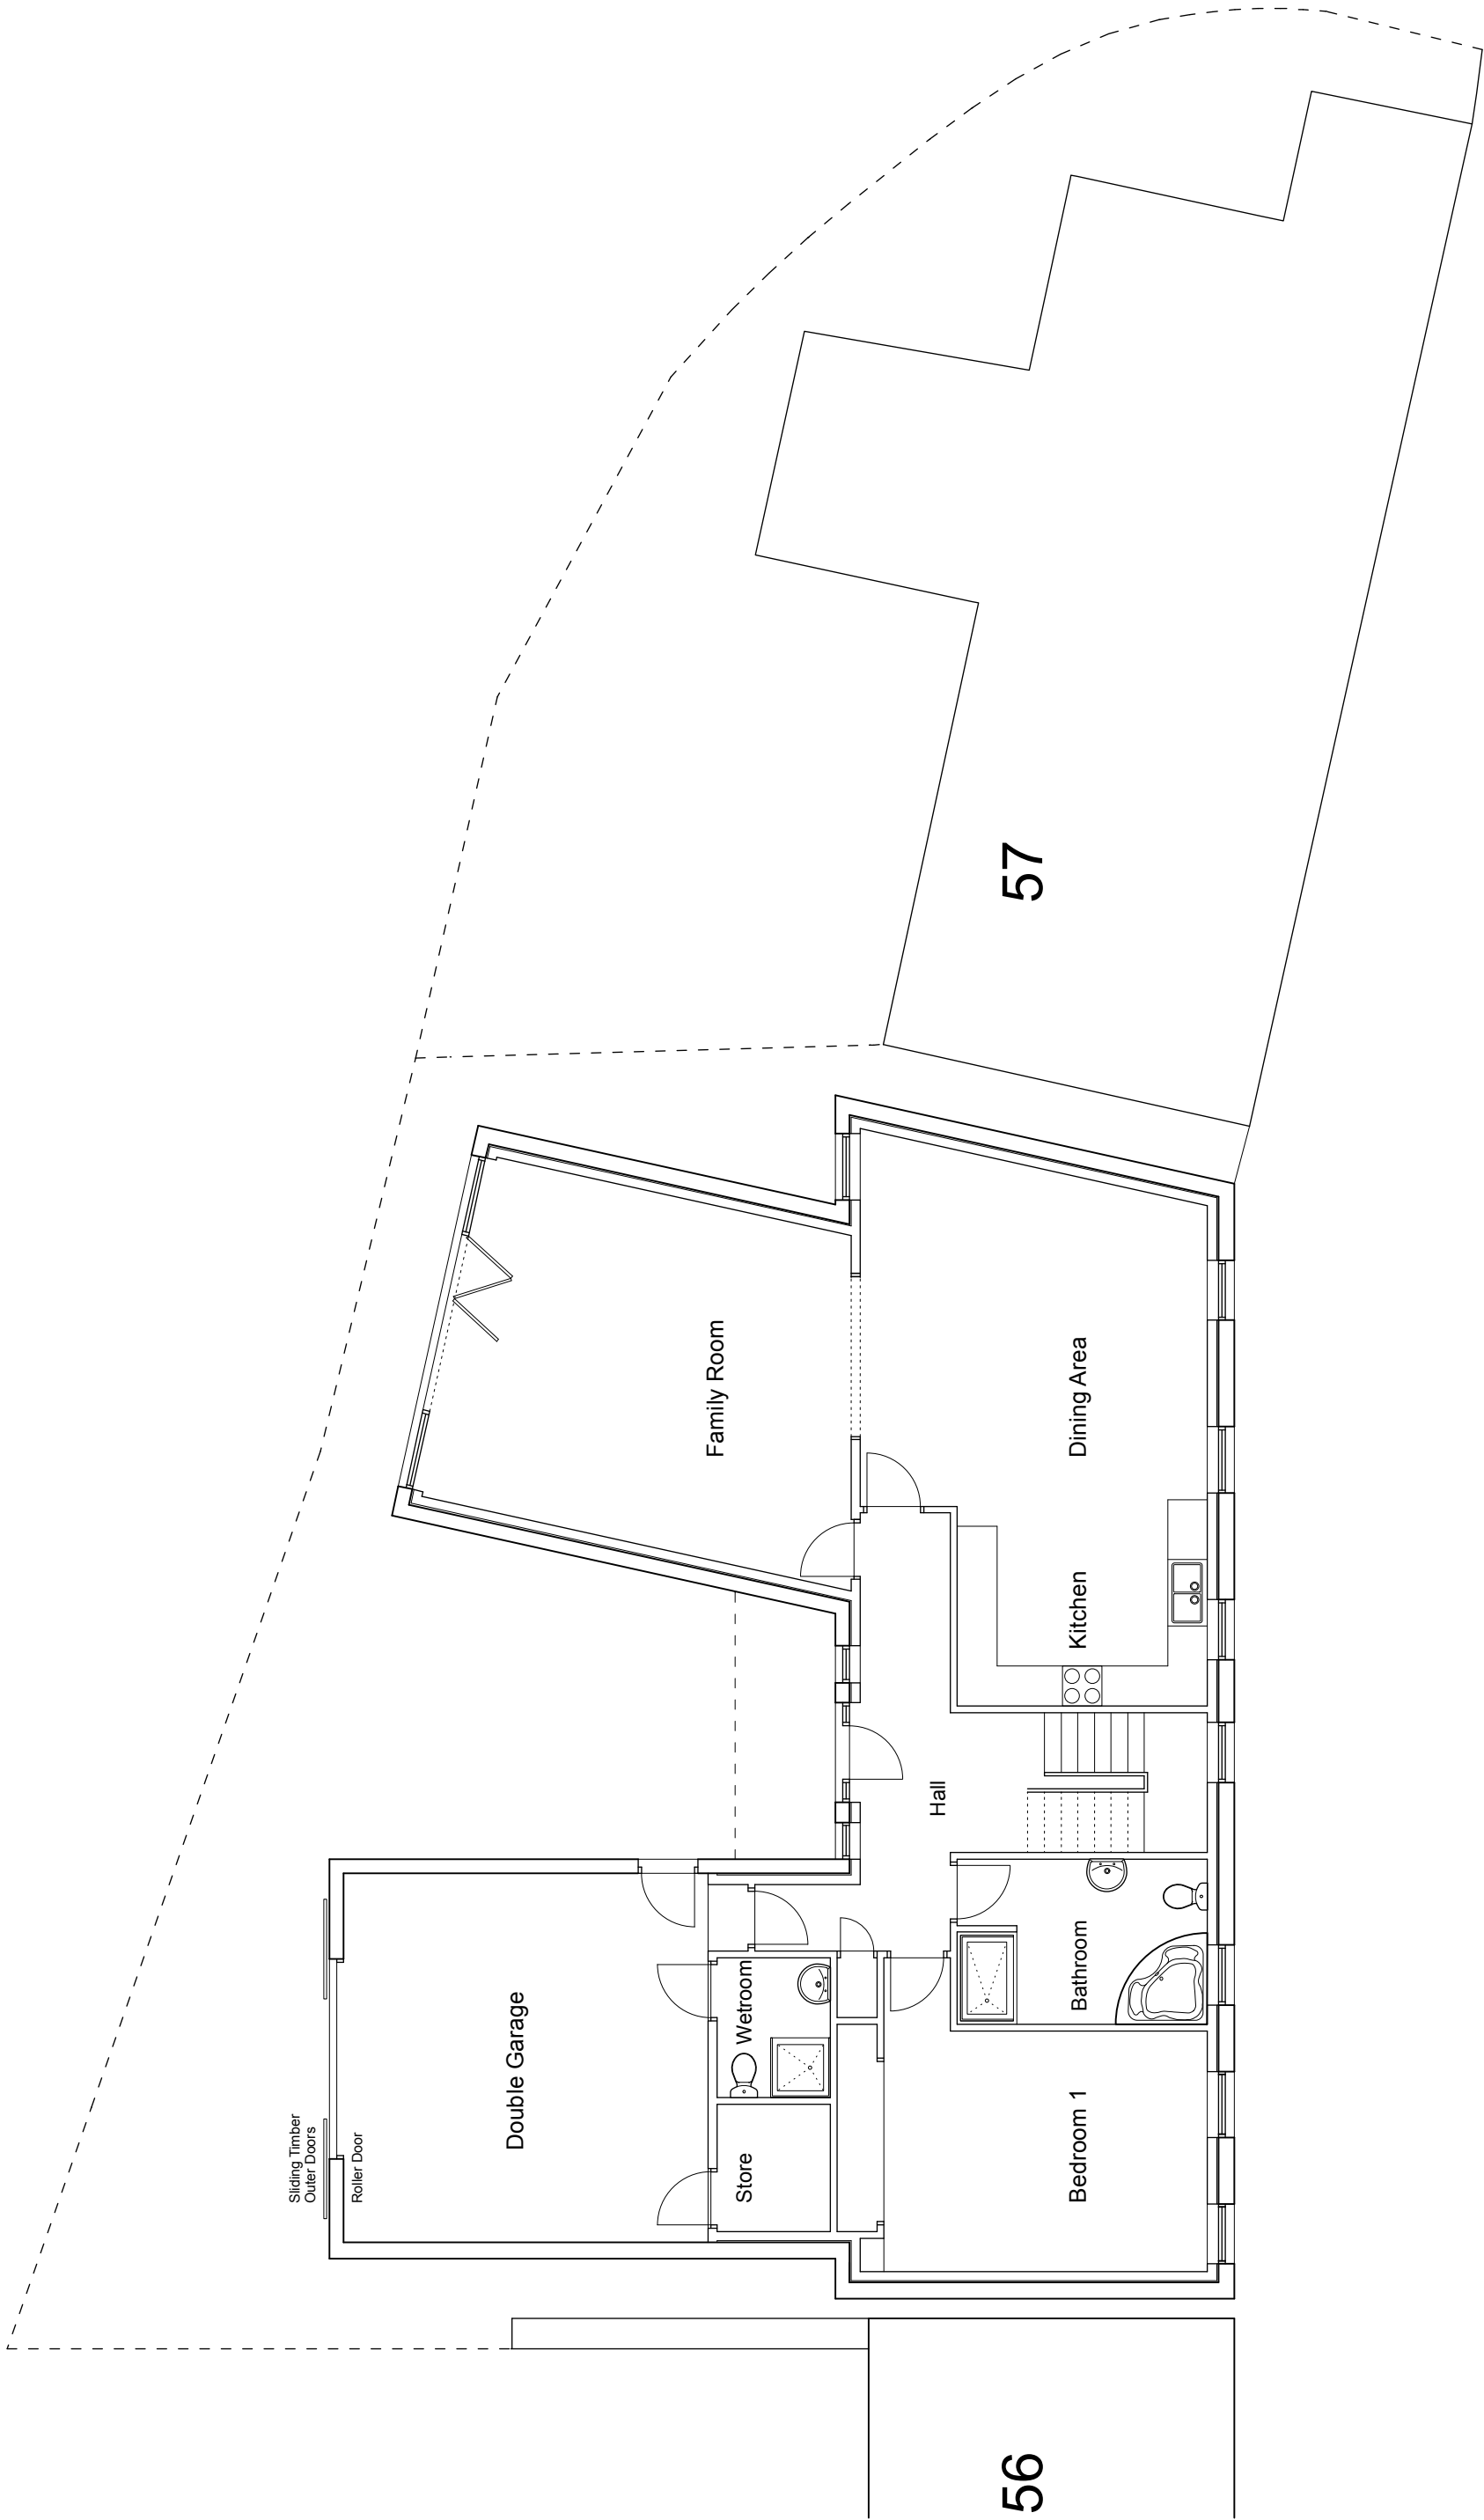 Sliding Timber
Outer Doors
Roller Door
Double Garage
Store
Wetroom
Family Room
Hall
Bedroom 1
Bathroom
Kitchen
Dining Area
56
57